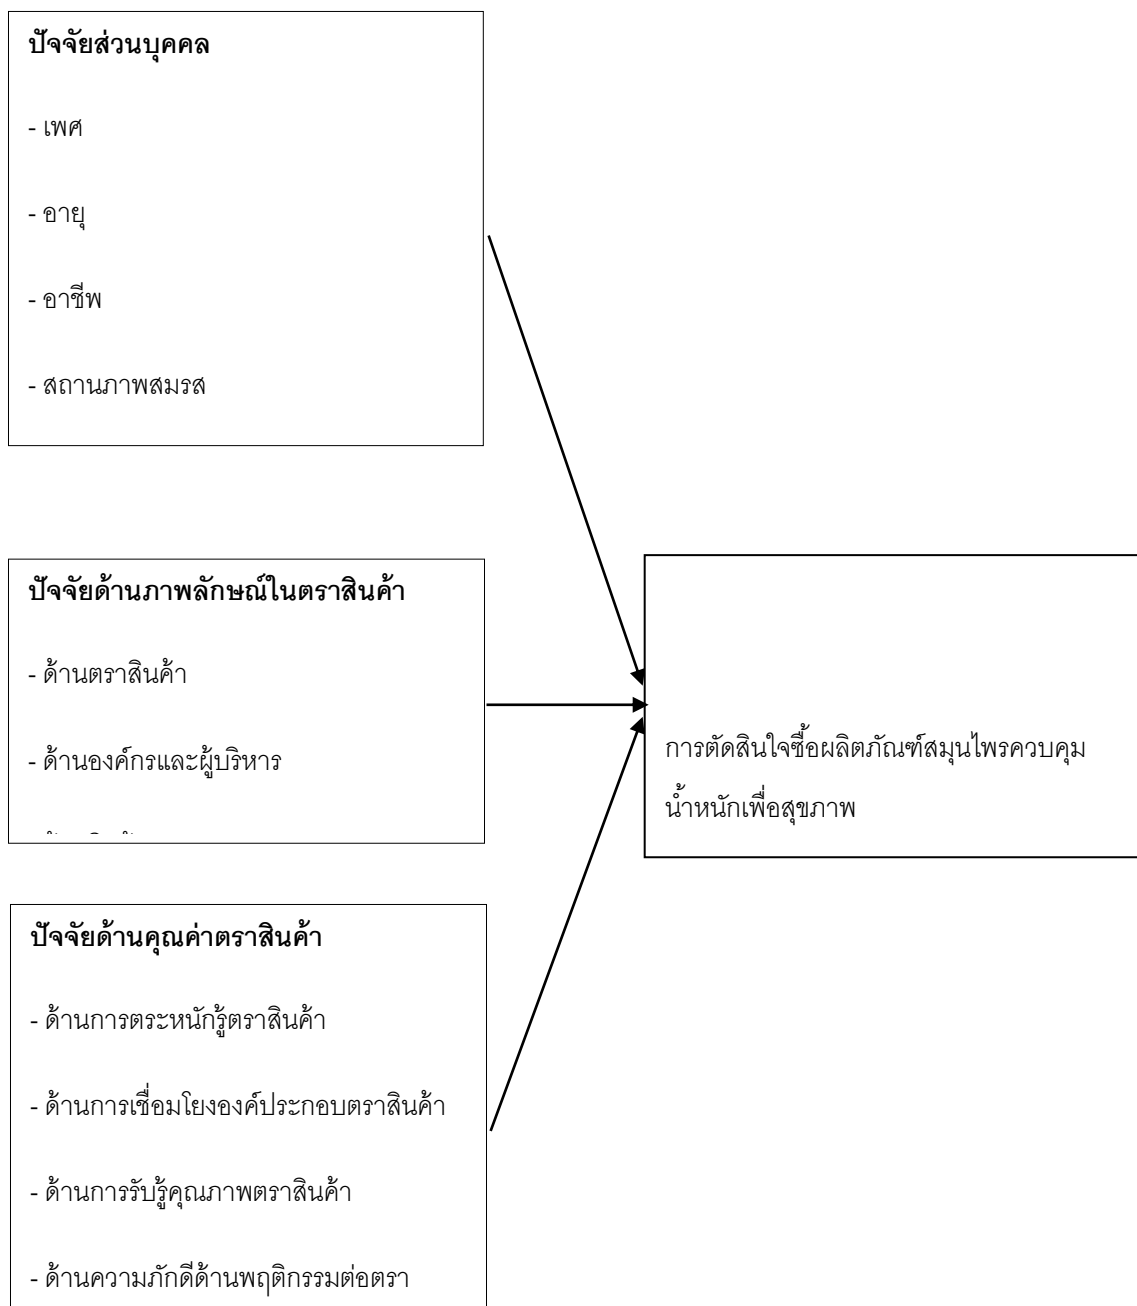 ปัจจัยส่วนบุคคล
- เพศ
- อายุ
- อาชีพ
- สถานภาพสมรส
ปัจจัยด้านภาพลักษณ์ในตราสินค้า
- ด้านตราสินค้า
- ด้านองค์กรและผู้บริหาร
การตัดสินใจซื้อผลิตภัณฑ์สมุนไพรควบคุม
น้ำหนักเพื่อสุขภาพ
ปัจจัยด้านคุณค่าตราสินค้า
- ด้านการตระหนักรู้ตราสินค้า
- ด้านการเชื่อมโยงองค์ประกอบตราสินค้า
- ด้านการรับรู้คุณภาพตราสินค้า
- ด้านความภักดีด้านพฤติกรรมต่อตรา